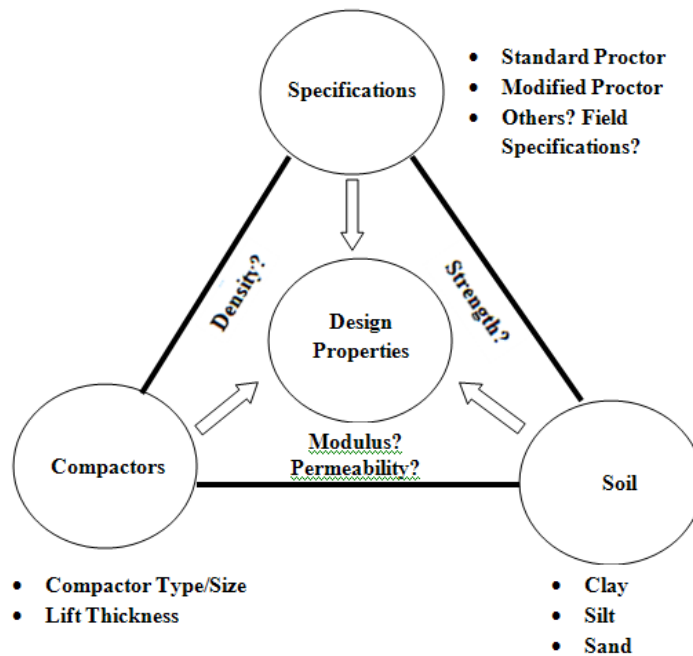 Specifications
• Standard Proctor
• Modified Proctor
• Others? Field
Specifications?
Density?
Strength?
Design
Properties
Compactors
Modulus?
Permeability?
Soil
• Compactor Type/Size
• Lift Thickness
• Clay
• Silt
• Sand